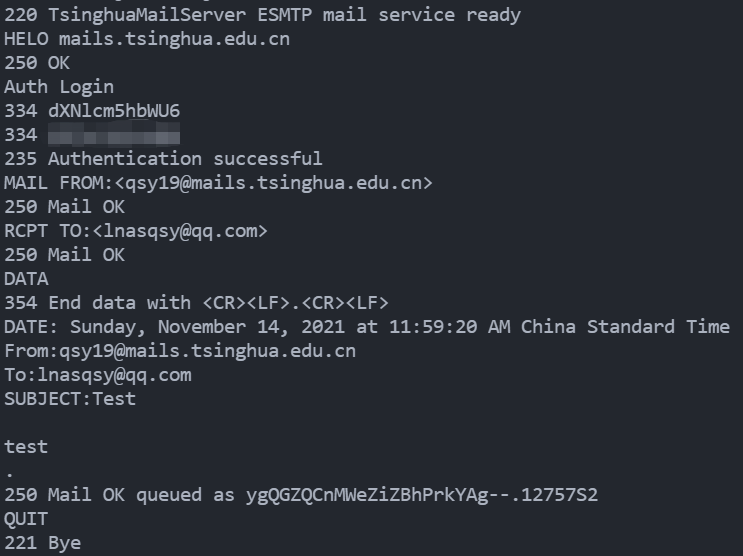 220 TsinghuaMailServer ESMTP mail service ready
HELO mails.tsinghua.edu.cn
250 OK
Auth Login
334 dXNlcm5hbWU6
334
235 Authentication successful
MAIL FROM:<qsy19@mails.tsinghua.edu.cn>
250 Mail OK
RCPT TO:<lnasqsy@qq.com>
250 Mail OK
DATA
354 End data with <CR><LF>.<CR><LF>
DATE: Sunday, November 14, 2021 at 11:59:20 AM China Standard Time
From:qsy19@mails.tsinghua.edu.cn
To:lnasqsy@qq.com
SUBJECT:Test
test
.
250 Mail OK queued as ygQGZQCnMWeZiZBhPrkYAg--.12757S2
QUIT
221 Bye